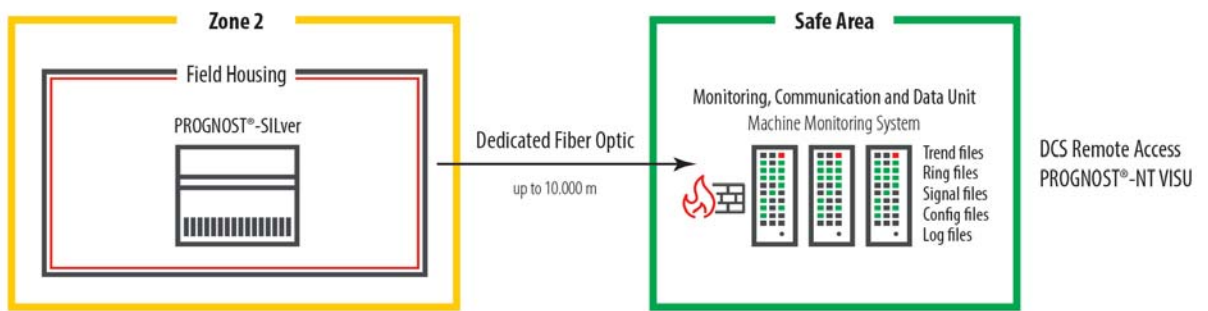 Zone 2
Field Housing
PROGNOST®-SILver
Dedicated Fiber Optic
up to 10.000 m
Safe Area
Monitoring, Communication and Data Unit
Machine Monitoring System
Trend files
Ring files
Signal files
Config files
Log files
DCS Remote Access
PROGNOST®-NT VISU